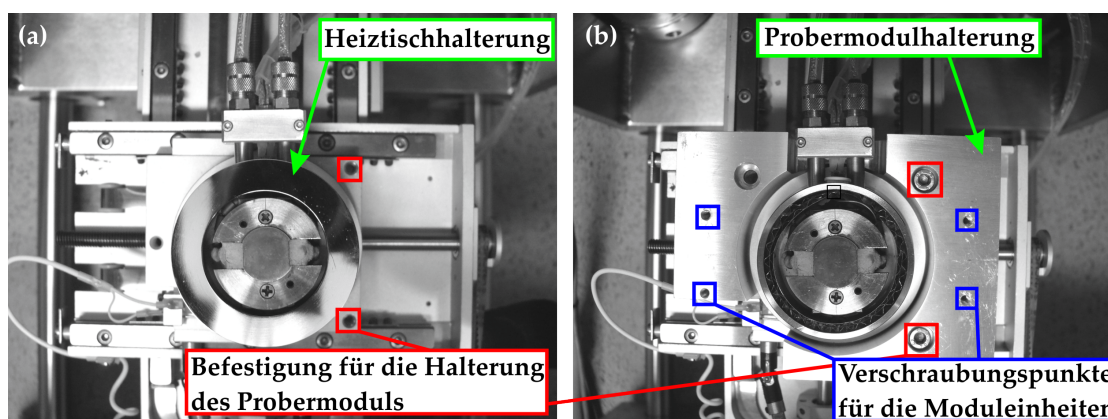 (a)
Heiztischhalterung
(b)
Probermodulhalterung
Befestigung für die Halterung
des Probermoduls
Verschraubungspunkte
für die Moduleinheiten